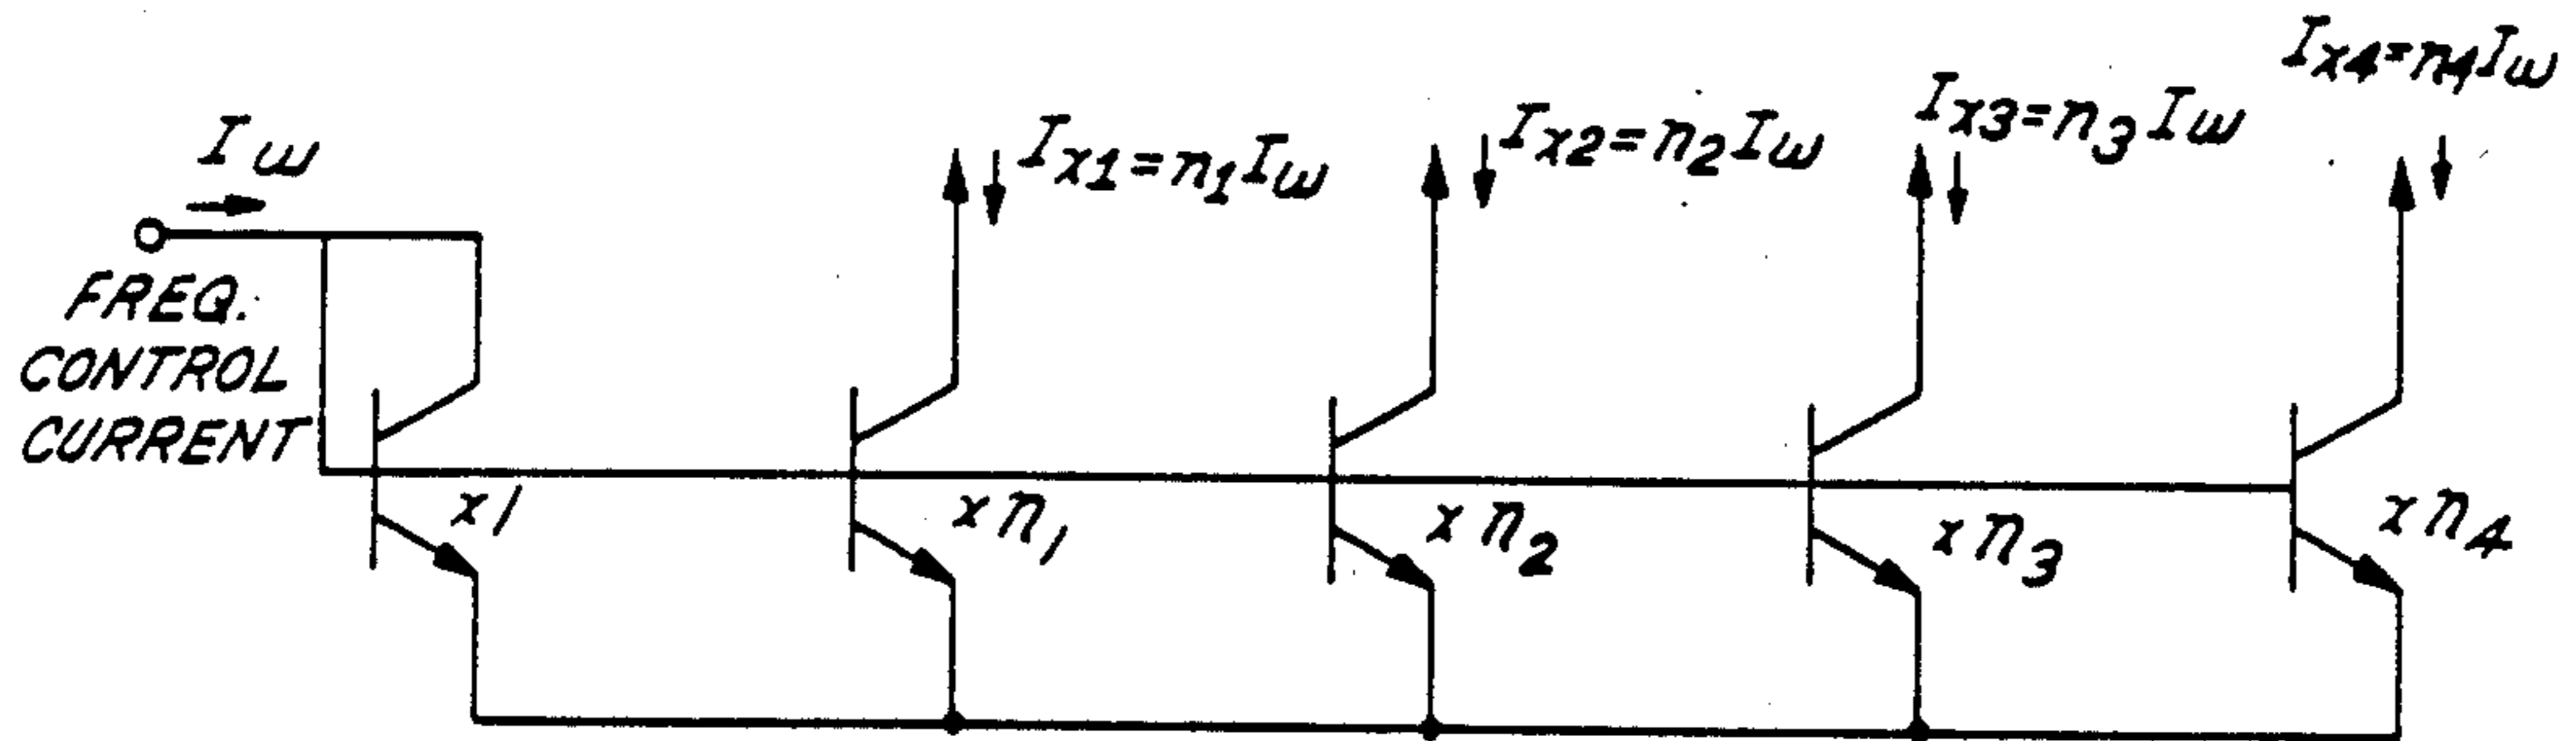 Iω
FREQ.
CONTROL
CURRENT
Ix1=n1Iω
Ix2=n2Iω
Ix3=n3Iω
Ix4=n4Iω
x1
xn1
xn2
xn3
xn4